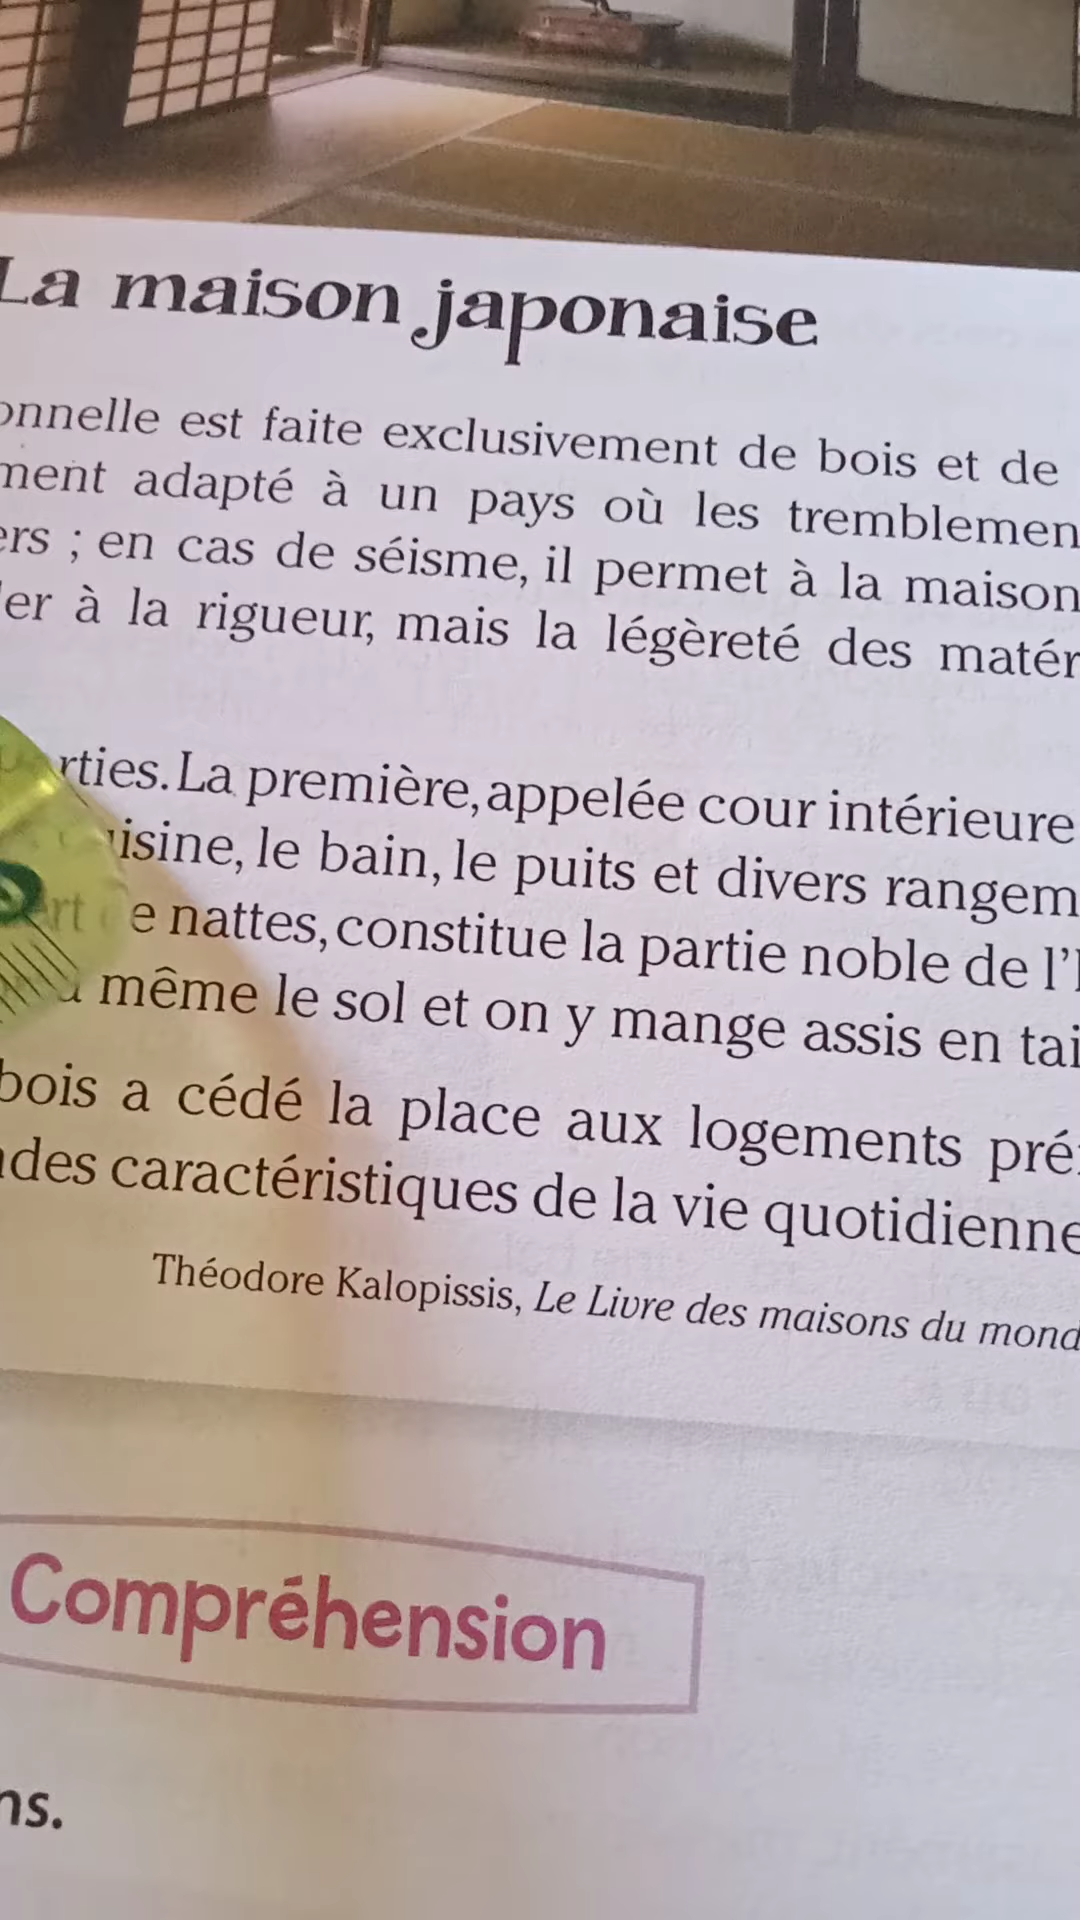 La maison japonaise
onnelle est faite exclusivement de bois et de
ment adapté à un pays où les tremblemen
ers ; en cas de séisme, il permet à la maison
er à la rigueur, mais la légèreté des matér
rties. La première, appelée cour intérieure
isine, le bain, le puits et divers rangem
e nattes, constitue la partie noble de l'
même le sol et on y mange assis en tai
bois a cédé la place aux logements pré
des caractéristiques de la vie quotidienne
Théodore Kalopissis, Le Livre des maisons du mond
Compréhension
ns.